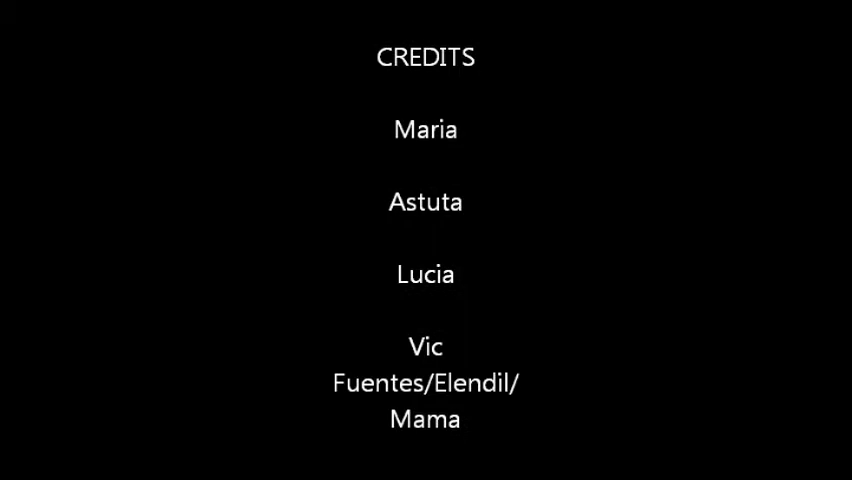 CREDITS
Maria
Astuta
Lucia
Vic
Fuentes/Elendil/
Mama